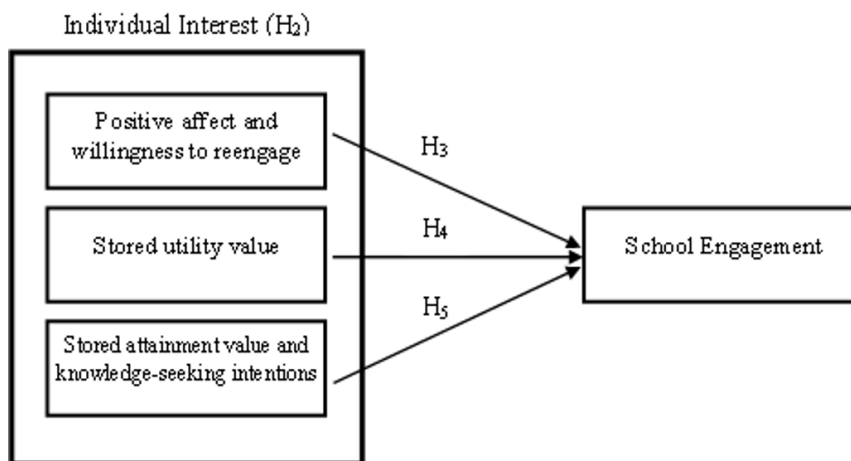 Individual Interest (H₂)
Positive affect and
willingness to reengage
H₃
Stored utility value
H₄
School Engagement
H₅
Stored attainment value and
knowledge-seeking intentions